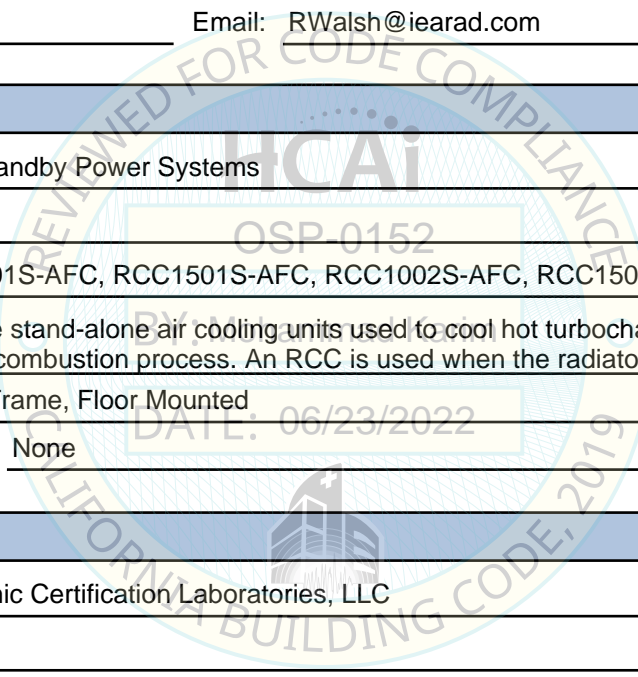 Email: RWalsh@iearad.com
REVIEWED FOR CODE COMPLIANCE
HCAi
andby Power Systems
OSP-0152
01S-AFC, RCC1501S-AFC, RCC1002S-AFC, RCC150
stand-alone air cooling units used to cool hot turbocha
BY: Muhammad Karim
combustion process. An RCC is used when the radiato
rame, Floor Mounted
DATE: 06/23/2022
None
nic Certification Laboratories, LLC
CALIFORNIA BUILDING CODE, 2019